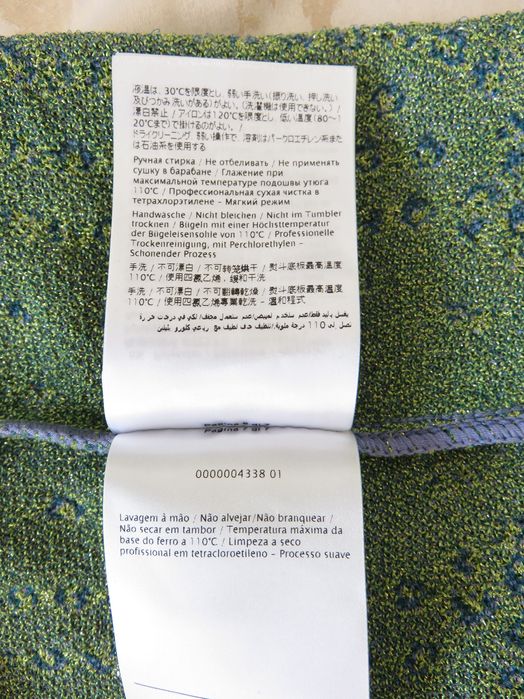 液温は、30℃を限度とし、弱い手洗い(振り洗い、押し洗い
及びつかみ洗いがある)がよい。(洗濯機は使用できない。)/
漂白禁止 / アイロンは120℃を限度とし、低い温度(80~1
20℃まで)で掛けるのがよい。/
ドライクリーニング、弱い操作で、溶剤はパークロエチレン系また
は石油系を使用する
Ручная стирка / Не отбеливать / Не применять
сушку в барабане / Глажение при
максимальной температуре подошвы утюга
110°C / Профессиональная сухая чистка в
тетрахлорэтилене – Мягкий режим
Handwäsche / Nicht bleichen / Nicht im Tumbler
trocknen / Bügeln mit einer Höchsttemperatur
der Bügeleisensohle von 110°C / Professionelle
Trockenreinigung, mit Perchlorethylen -
Schonender Prozess
手洗 / 不可漂白 / 不可转笼烘干 / 熨斗底板最高温度
110℃ / 使用四氯乙烯, 缓和干洗
手洗 / 不可漂白 / 不可翻轉乾燥 / 熨斗底板最高溫度
110℃ / 使用四氯乙烯專業乾洗 - 溫和程式
0000004338 01
Lavagem à mão / Não alvejar/Não branquear /
Não secar em tambor / Temperatura máxima da
base do ferro a 110°C / Limpeza a seco
profissional em tetracloroetileno – Processo suave